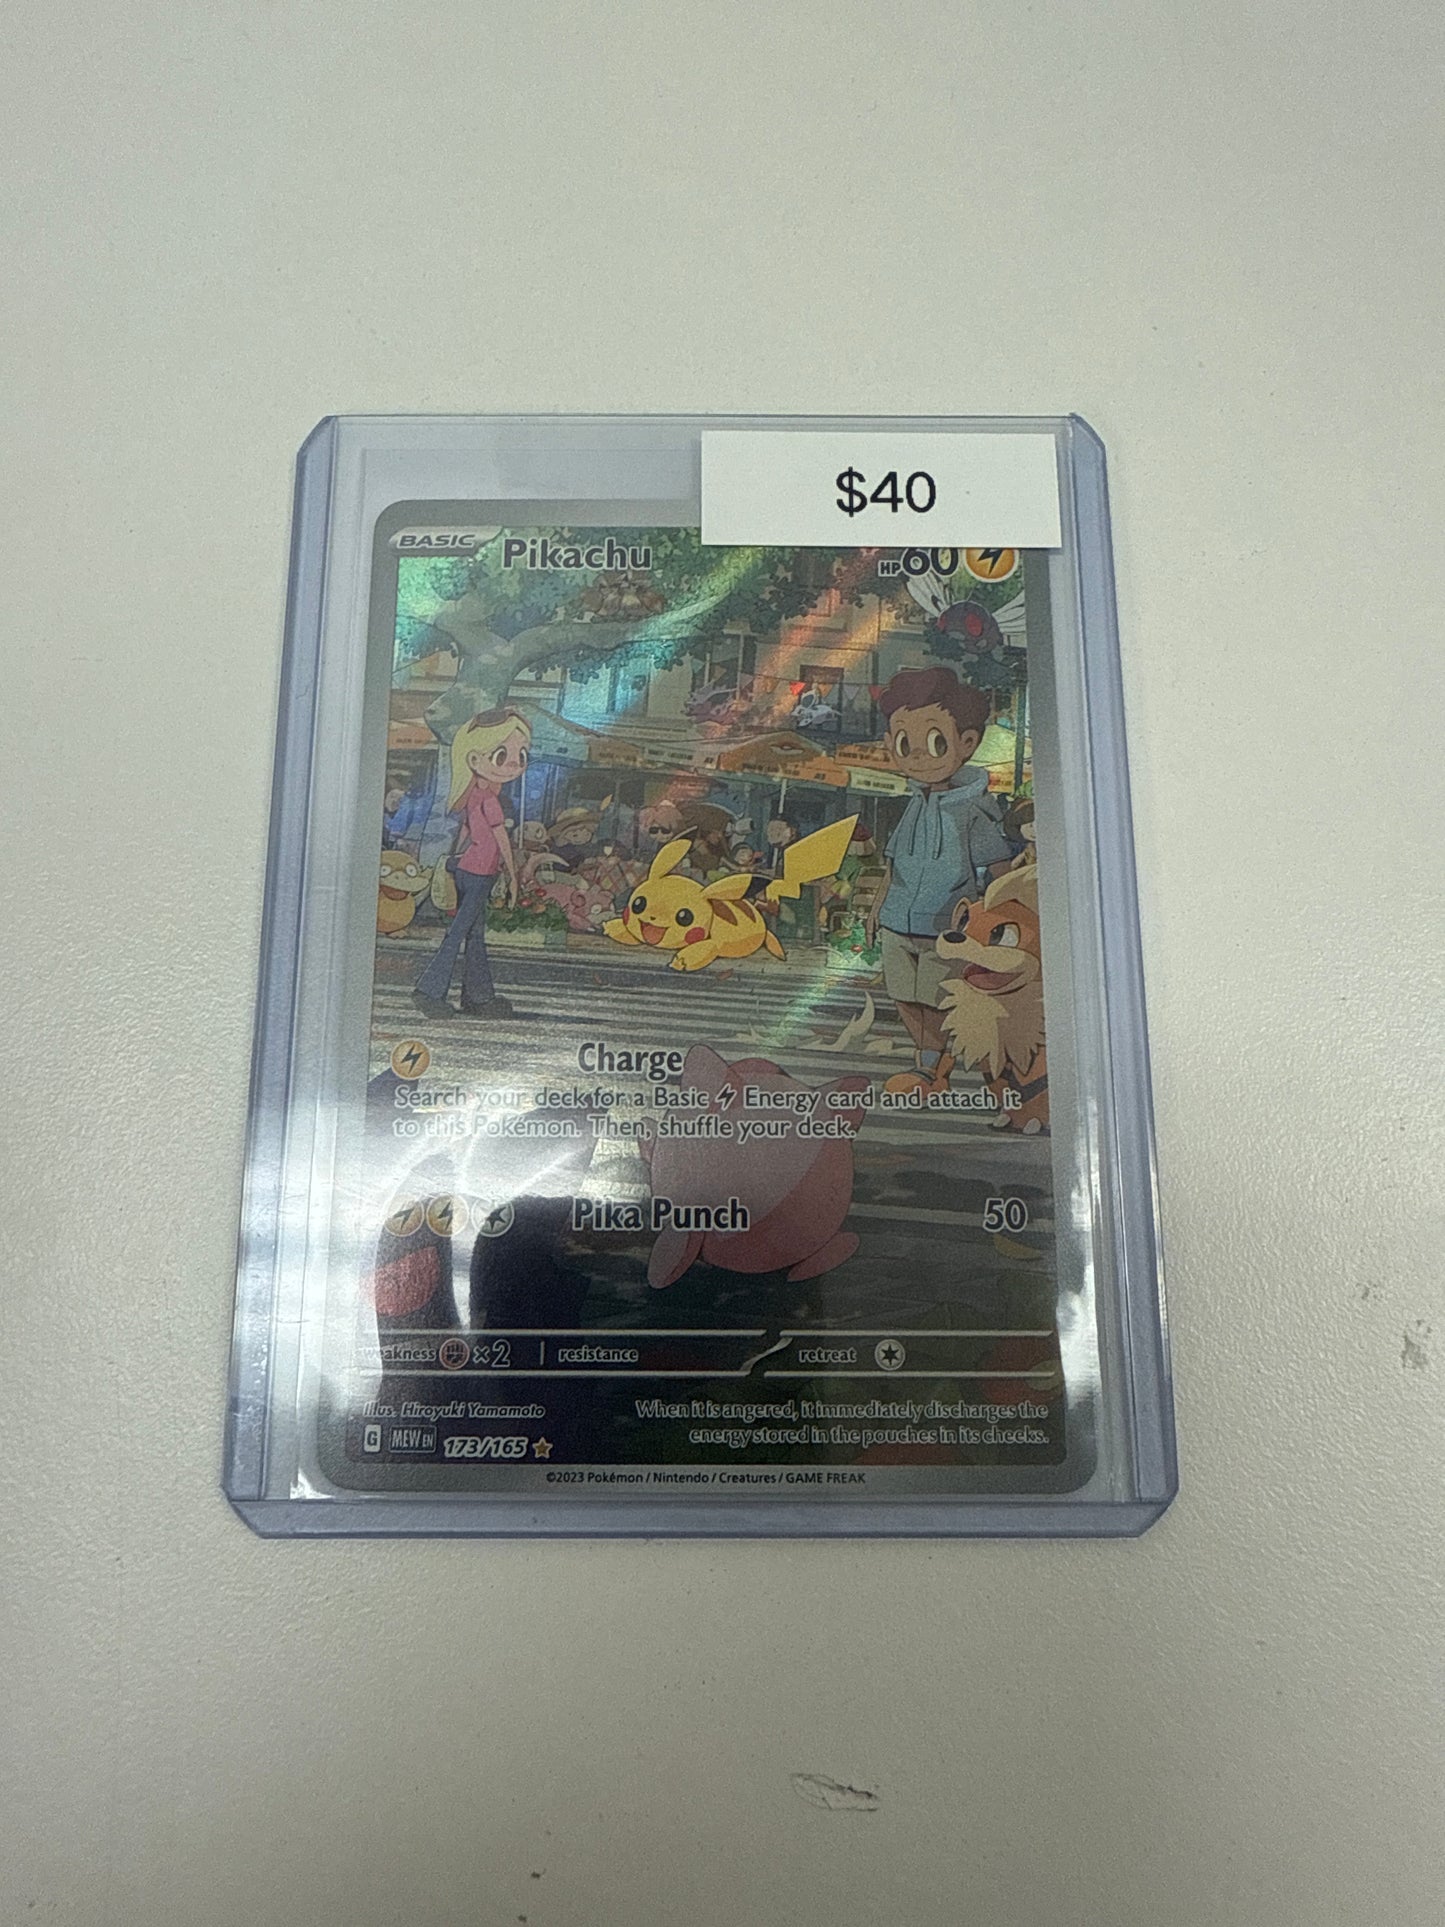 $40
BASIC Pikachu HP60
Charge
Search your deck for a Basic Energy card and attach it
to this Pokémon. Then, shuffle your deck.
Pika Punch 50
weakness ×2 resistance retreat
Illus. Hiroyuki Yamamoto
When it is angered, it immediately discharges the
energy stored in the pouches in its cheeks.
G MEW EN 173/165
©2023 Pokémon / Nintendo / Creatures / GAME FREAK